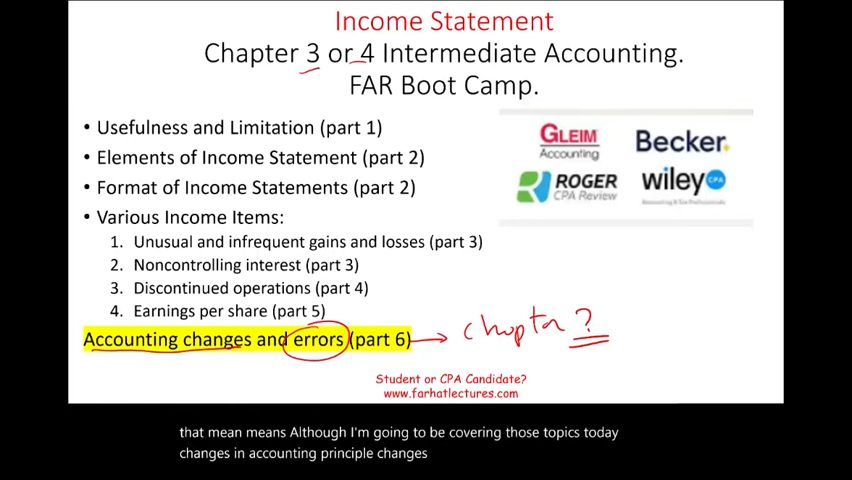 Income Statement
Chapter 3 or 4 Intermediate Accounting.
FAR Boot Camp.
• Usefulness and Limitation (part 1)
• Elements of Income Statement (part 2)
• Format of Income Statements (part 2)
• Various Income Items:
1. Unusual and infrequent gains and losses (part 3)
2. Noncontrolling interest (part 3)
3. Discontinued operations (part 4)
4. Earnings per share (part 5)
Accounting changes and errors (part 6)
chapter ?
GLEIM
Accounting
Becker.
ROGER
CPA Review
wiley CPA
Accounting & Tax Professionals
Student or CPA Candidate?
www.farhatlectures.com
that mean means Although I'm going to be covering those topics today
changes in accounting principle changes